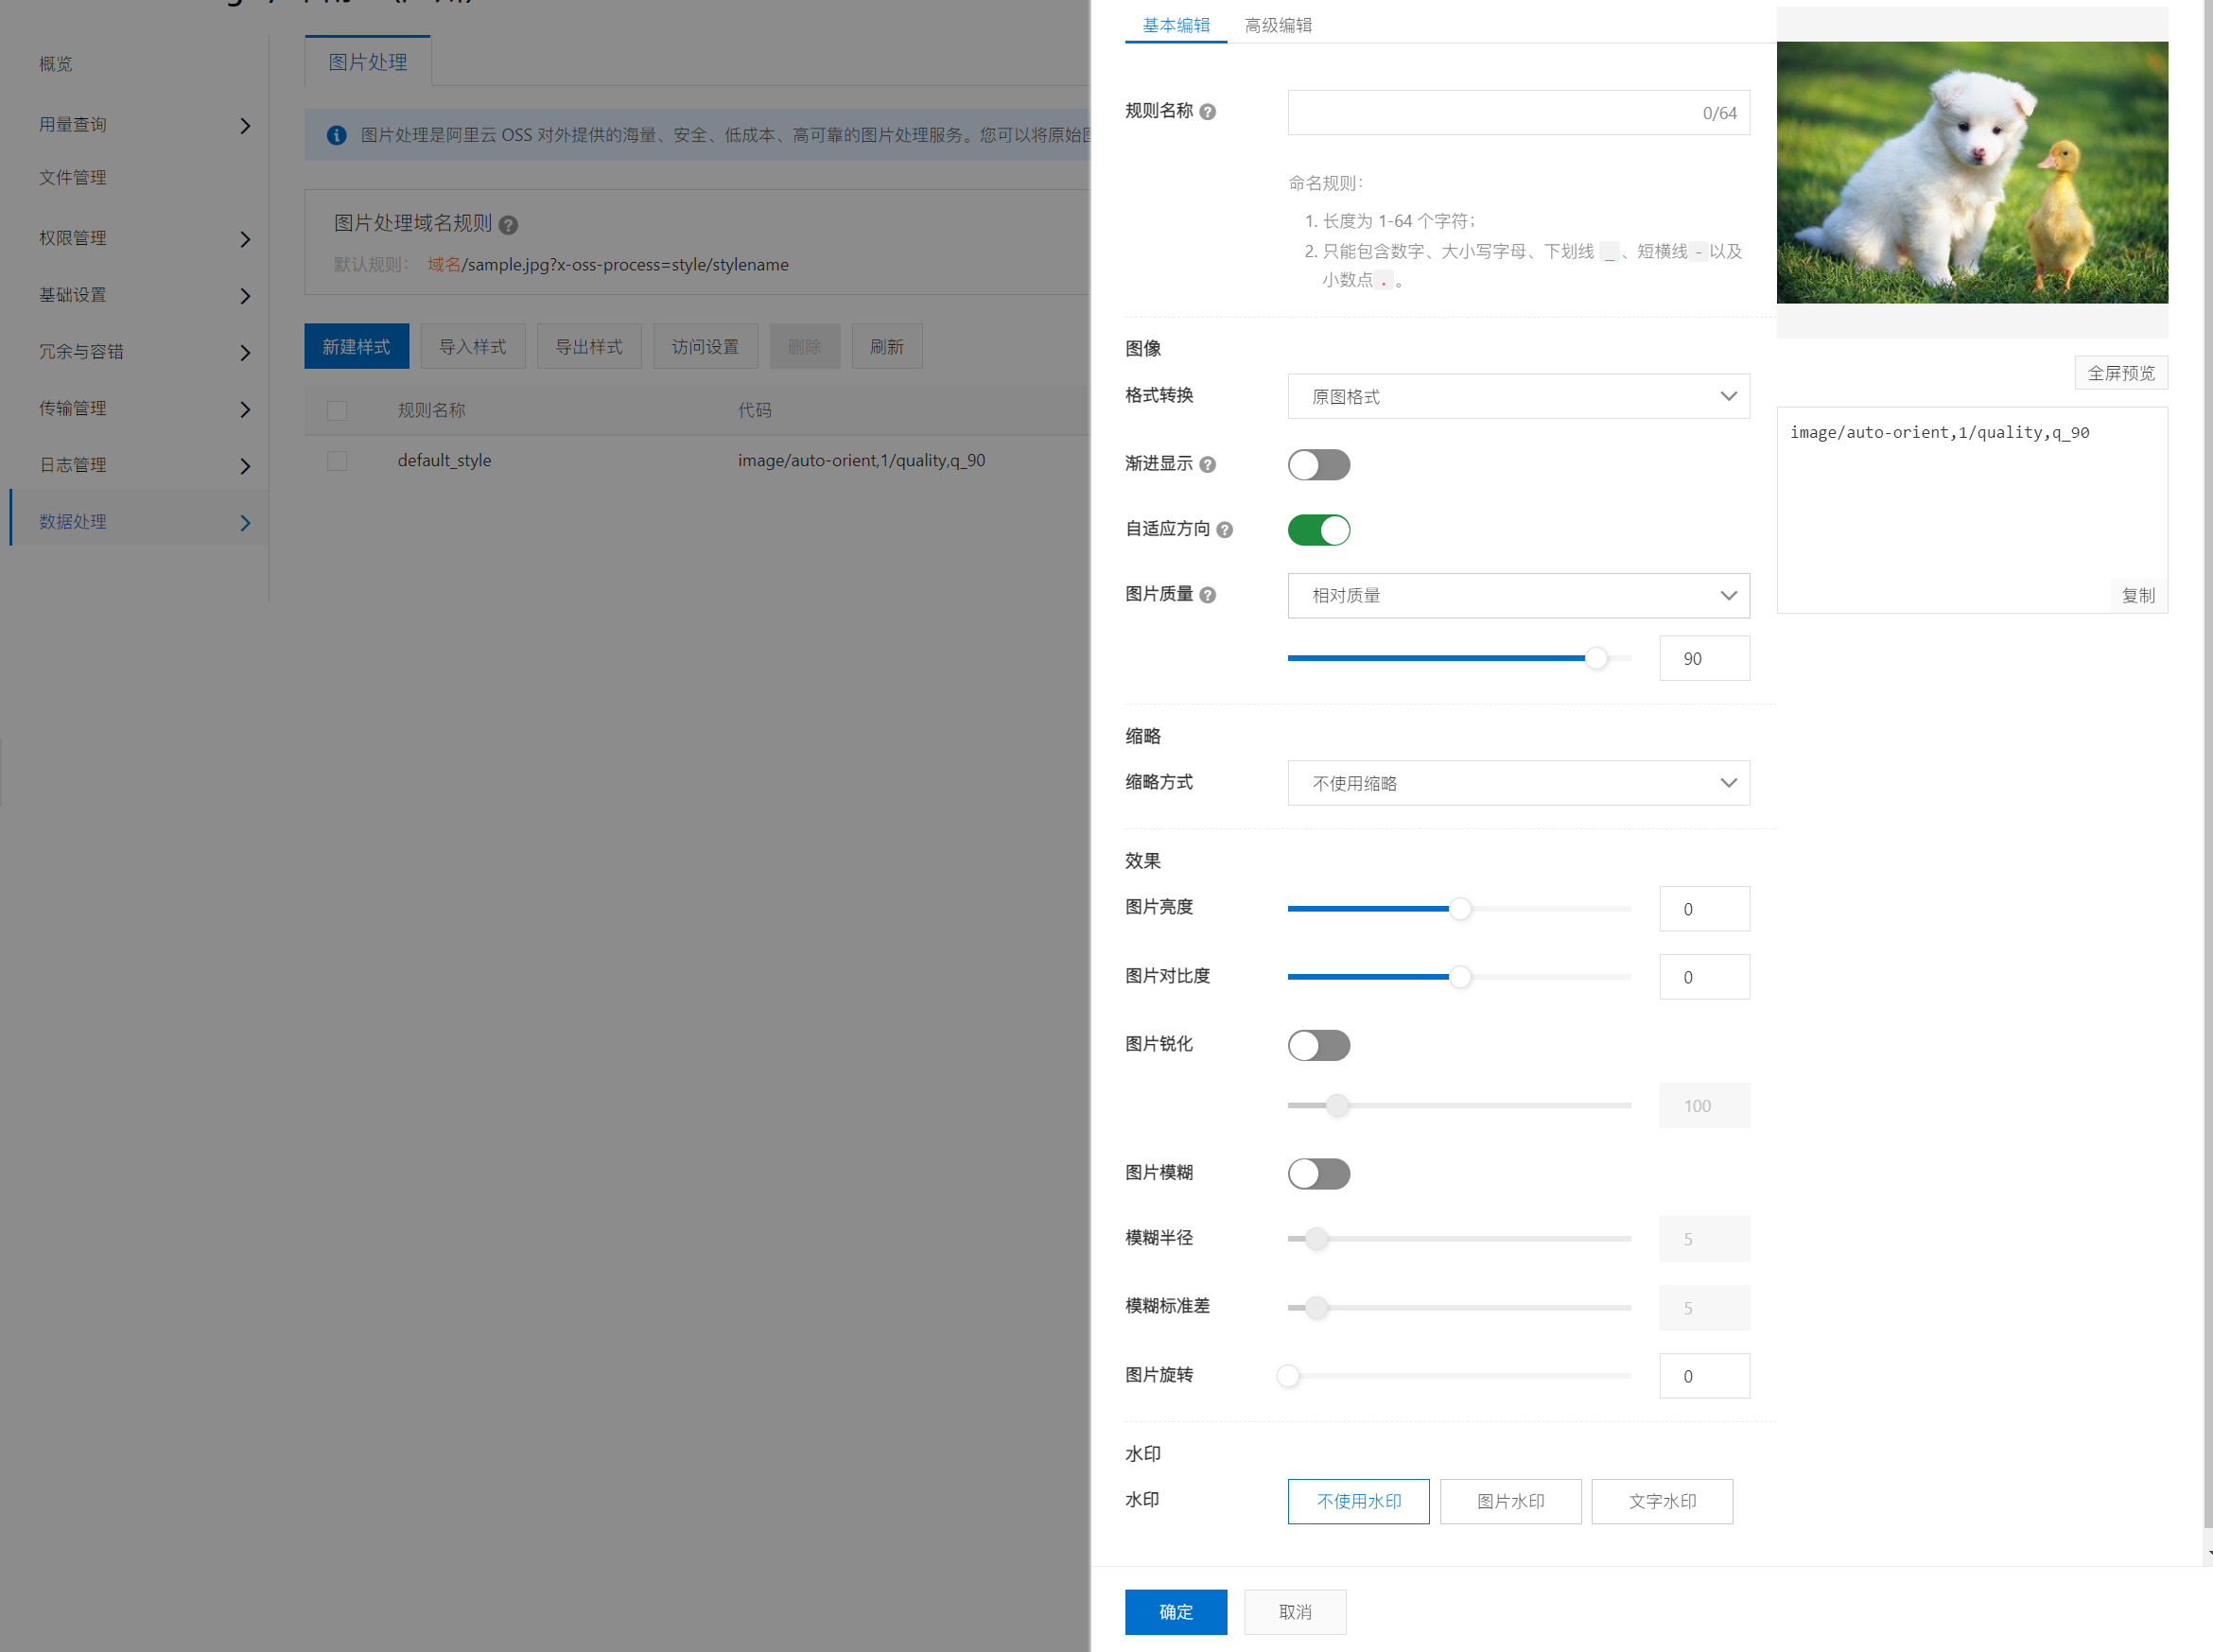 概览
用量查询
文件管理
权限管理
基础设置
冗余与容错
传输管理
日志管理
数据处理
图片处理
图片处理是阿里云 OSS 对外提供的海量、安全、低成本、高可靠的图片处理服务。您可以将原始图
图片处理域名规则
默认规则： 域名/sample.jpg?x-oss-process=style/stylename
新建样式 导入样式 导出样式 访问设置 删除 刷新
规则名称 代码
default_style image/auto-orient,1/quality,q_90
基本编辑 高级编辑
规则名称 0/64
命名规则：
1. 长度为 1-64 个字符；
2. 只能包含数字、大小写字母、下划线 _ 、短横线 - 以及
小数点 . 。
图像
格式转换 原图格式
渐进显示
自适应方向
图片质量 相对质量
90
缩略
缩略方式 不使用缩略
效果
图片亮度 0
图片对比度 0
图片锐化
100
图片模糊
模糊半径 5
模糊标准差 5
图片旋转 0
水印
水印 不使用水印 图片水印 文字水印
确定 取消
全屏预览
image/auto-orient,1/quality,q_90
复制